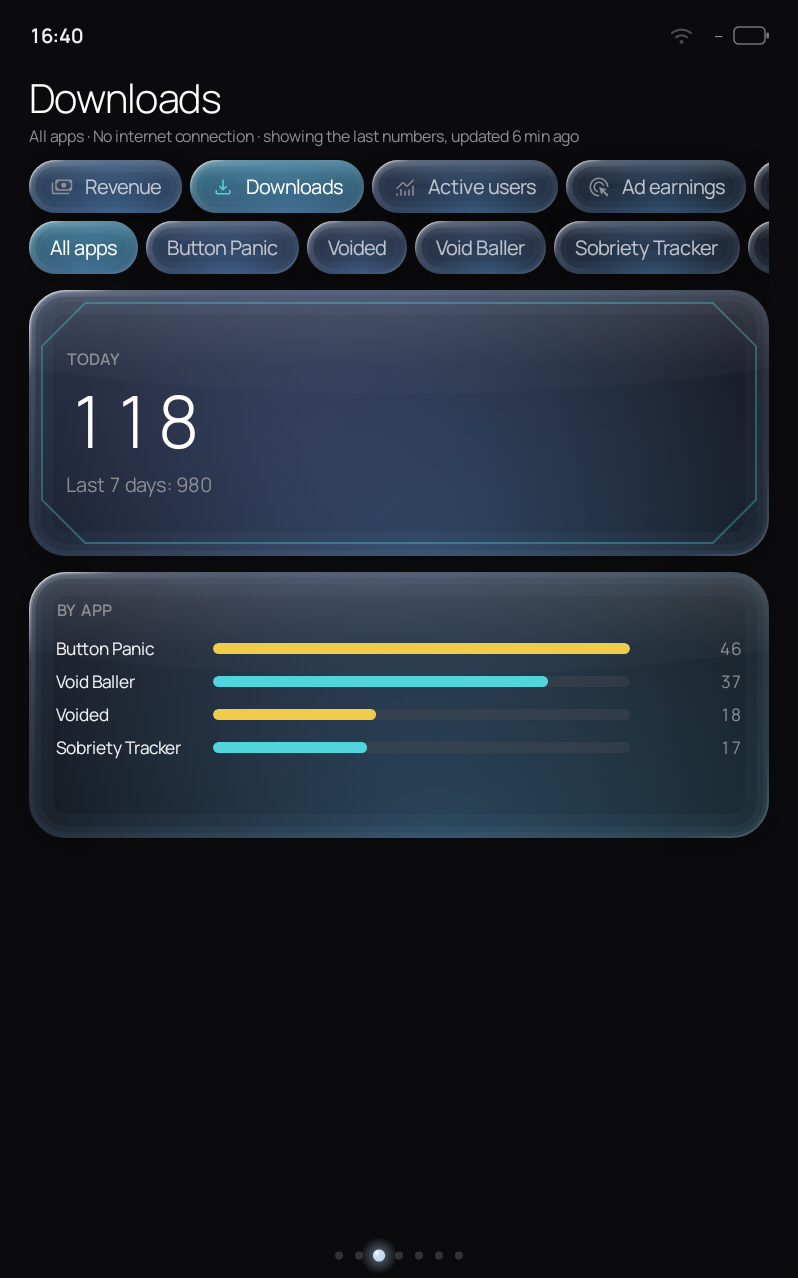 16:40
–
Downloads
All apps · No internet connection · showing the last numbers, updated 6 min ago
Revenue Downloads Active users Ad earnings
All apps Button Panic Voided Void Baller Sobriety Tracker
TODAY
118
Last 7 days: 980
BY APP
Button Panic 46
Void Baller 37
Voided 18
Sobriety Tracker 17